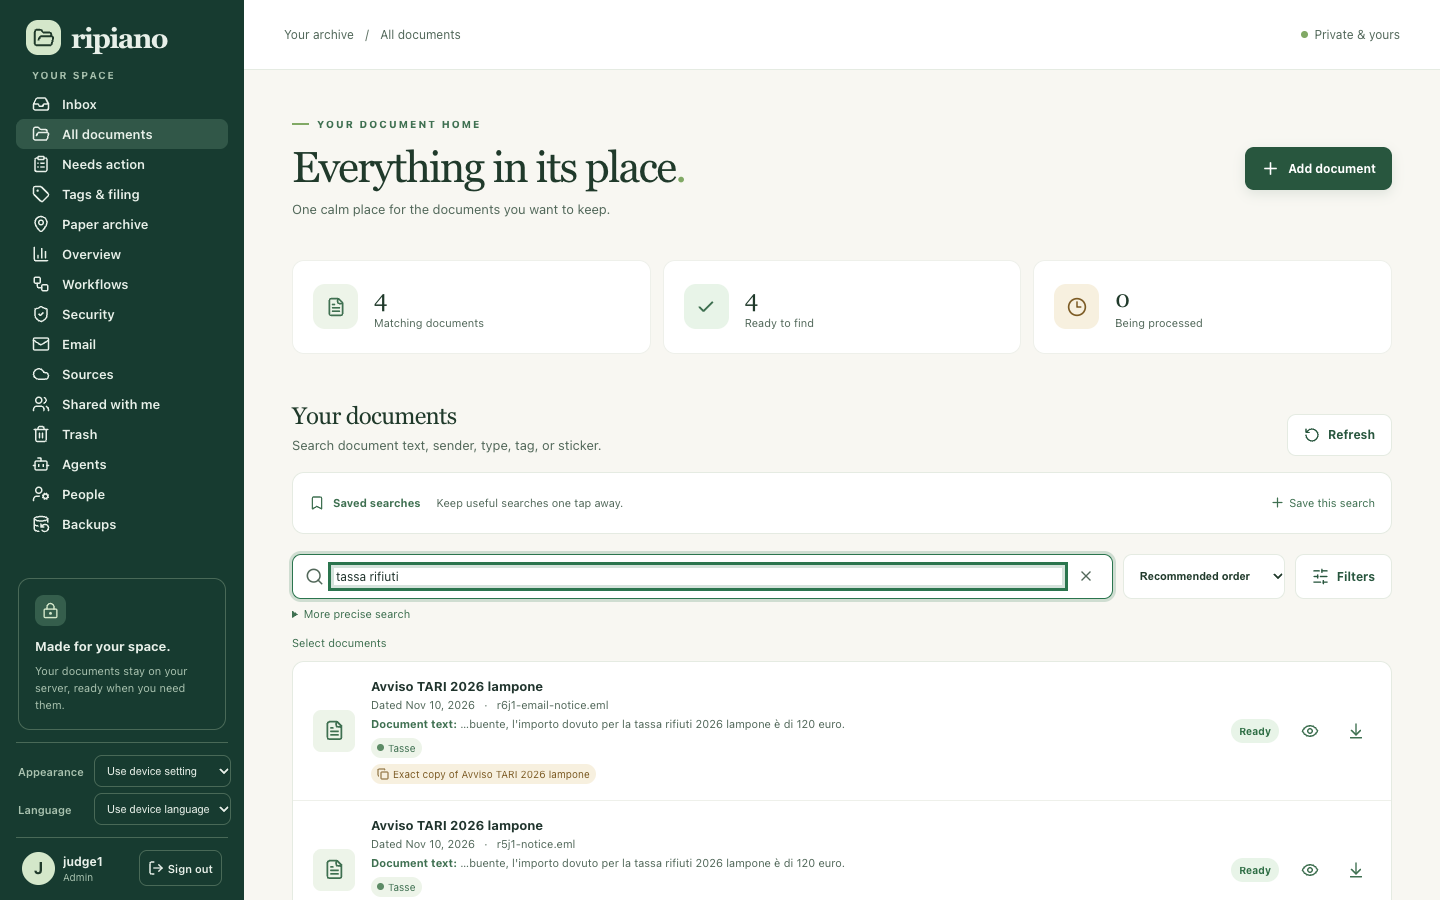 ripiano
YOUR SPACE
Inbox
All documents
Needs action
Tags & filing
Paper archive
Overview
Workflows
Security
Email
Sources
Shared with me
Trash
Agents
People
Backups
Made for your space.
Your documents stay on your
server, ready when you need
them.
Appearance
Use device setting
Language
Use device language
J
judge1
Admin
Sign out
Your archive / All documents
Private & yours
YOUR DOCUMENT HOME
Everything in its place.
One calm place for the documents you want to keep.
Add document
4
Matching documents
4
Ready to find
0
Being processed
Your documents
Search document text, sender, type, tag, or sticker.
Refresh
Saved searches Keep useful searches one tap away.
Save this search
tassa rifiuti
Recommended order
Filters
More precise search
Select documents
Avviso TARI 2026 lampone
Dated Nov 10, 2026 · r6j1-email-notice.eml
Document text: ...buente, l'importo dovuto per la tassa rifiuti 2026 lampone è di 120 euro.
Tasse
Exact copy of Avviso TARI 2026 lampone
Ready
Avviso TARI 2026 lampone
Dated Nov 10, 2026 · r5j1-notice.eml
Document text: ...buente, l'importo dovuto per la tassa rifiuti 2026 lampone è di 120 euro.
Tasse
Ready